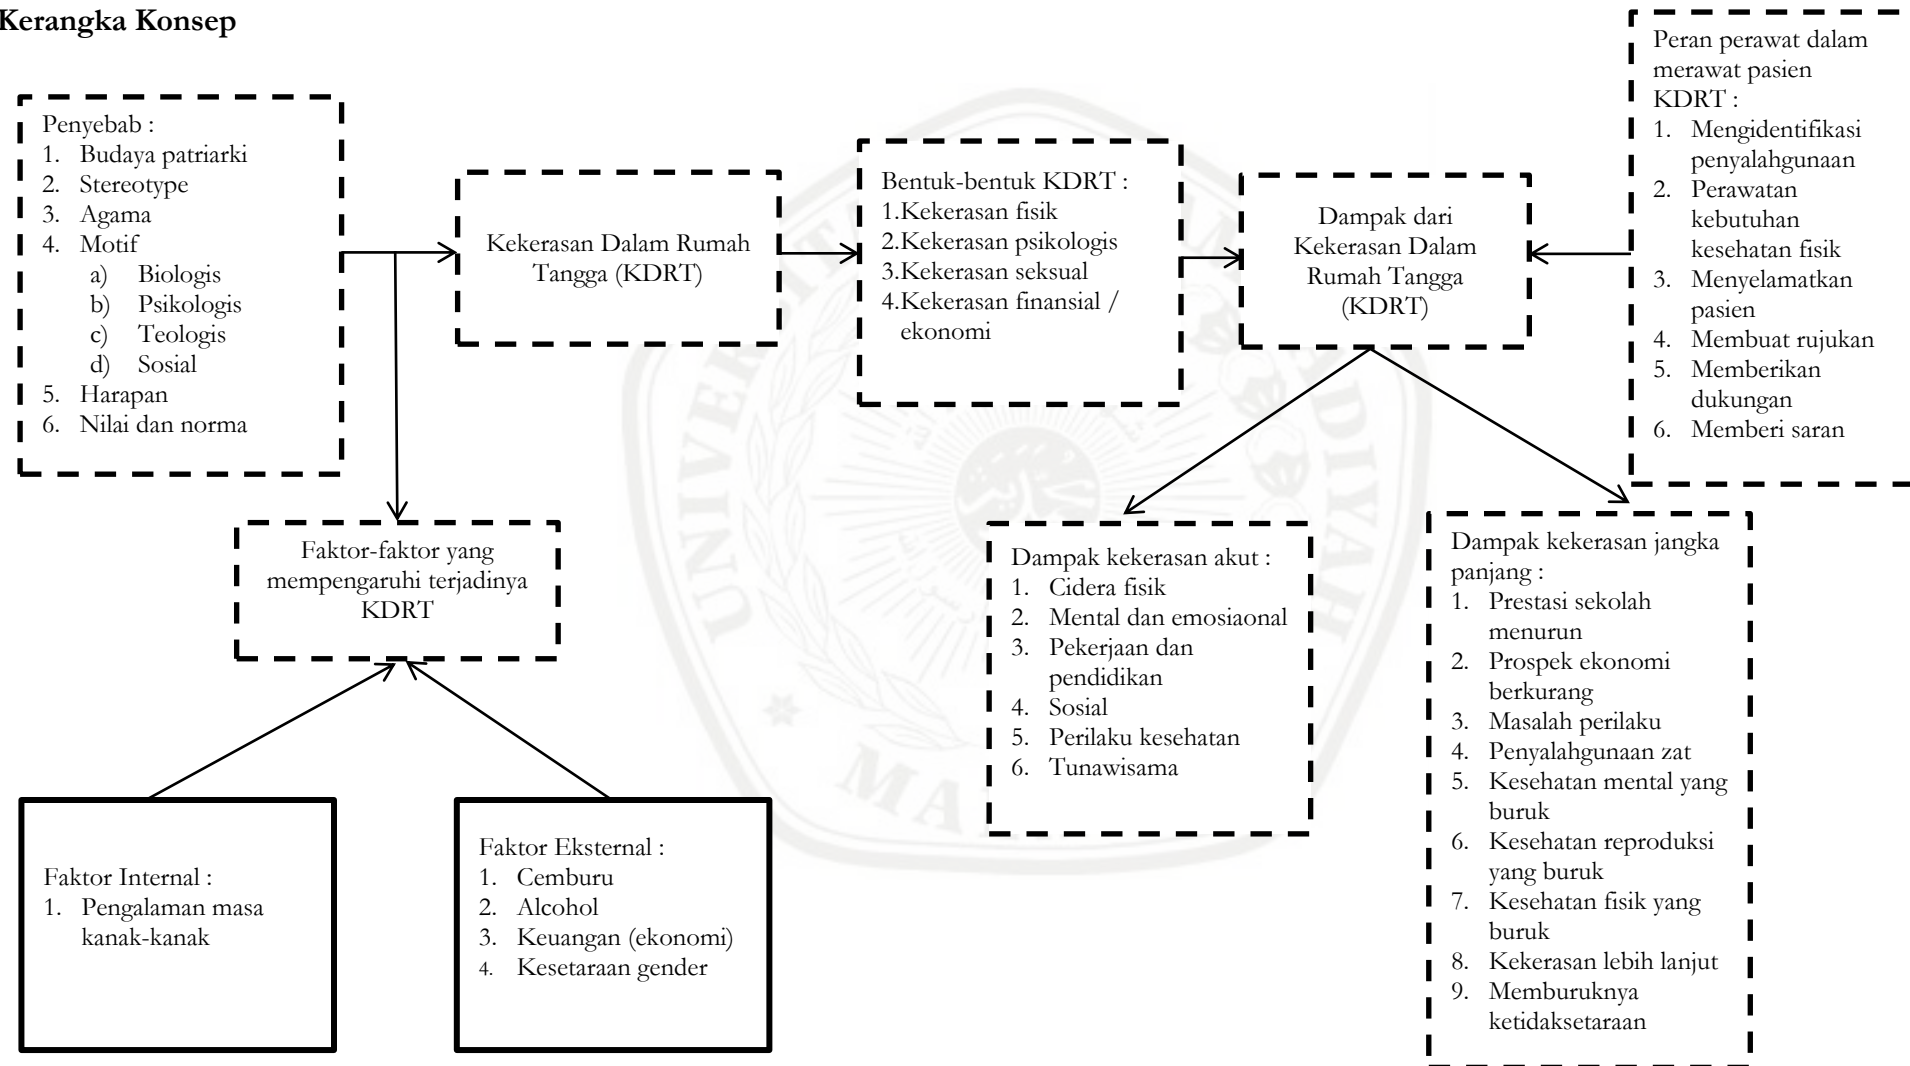 Kerangka Konsep
Penyebab :
1. Budaya patriarki
2. Stereotype
3. Agama
4. Motif
a) Biologis
b) Psikologis
c) Teologis
d) Sosial
5. Harapan
6. Nilai dan norma
Kekerasan Dalam Rumah
Tangga (KDRT)
Bentuk-bentuk KDRT :
1.Kekerasan fisik
2.Kekerasan psikologis
3.Kekerasan seksual
4.Kekerasan finansial /
ekonomi
Dampak dari
Kekerasan Dalam
Rumah Tangga
(KDRT)
Peran perawat dalam
merawat pasien
KDRT :
1. Mengidentifikasi
penyalahgunaan
2. Perawatan
kebutuhan
kesehatan fisik
3. Menyelamatkan
pasien
4. Membuat rujukan
5. Memberikan
dukungan
6. Memberi saran
Faktor-faktor yang
mempengaruhi terjadinya
KDRT
Dampak kekerasan akut :
1. Cidera fisik
2. Mental dan emosiaonal
3. Pekerjaan dan
pendidikan
4. Sosial
5. Perilaku kesehatan
6. Tunawisama
Dampak kekerasan jangka
panjang :
1. Prestasi sekolah
menurun
2. Prospek ekonomi
berkurang
3. Masalah perilaku
4. Penyalahgunaan zat
5. Kesehatan mental yang
buruk
6. Kesehatan reproduksi
yang buruk
7. Kesehatan fisik yang
buruk
8. Kekerasan lebih lanjut
9. Memburuknya
ketidaksetaraan
Faktor Internal :
1. Pengalaman masa
kanak-kanak
Faktor Eksternal :
1. Cemburu
2. Alcohol
3. Keuangan (ekonomi)
4. Kesetaraan gender